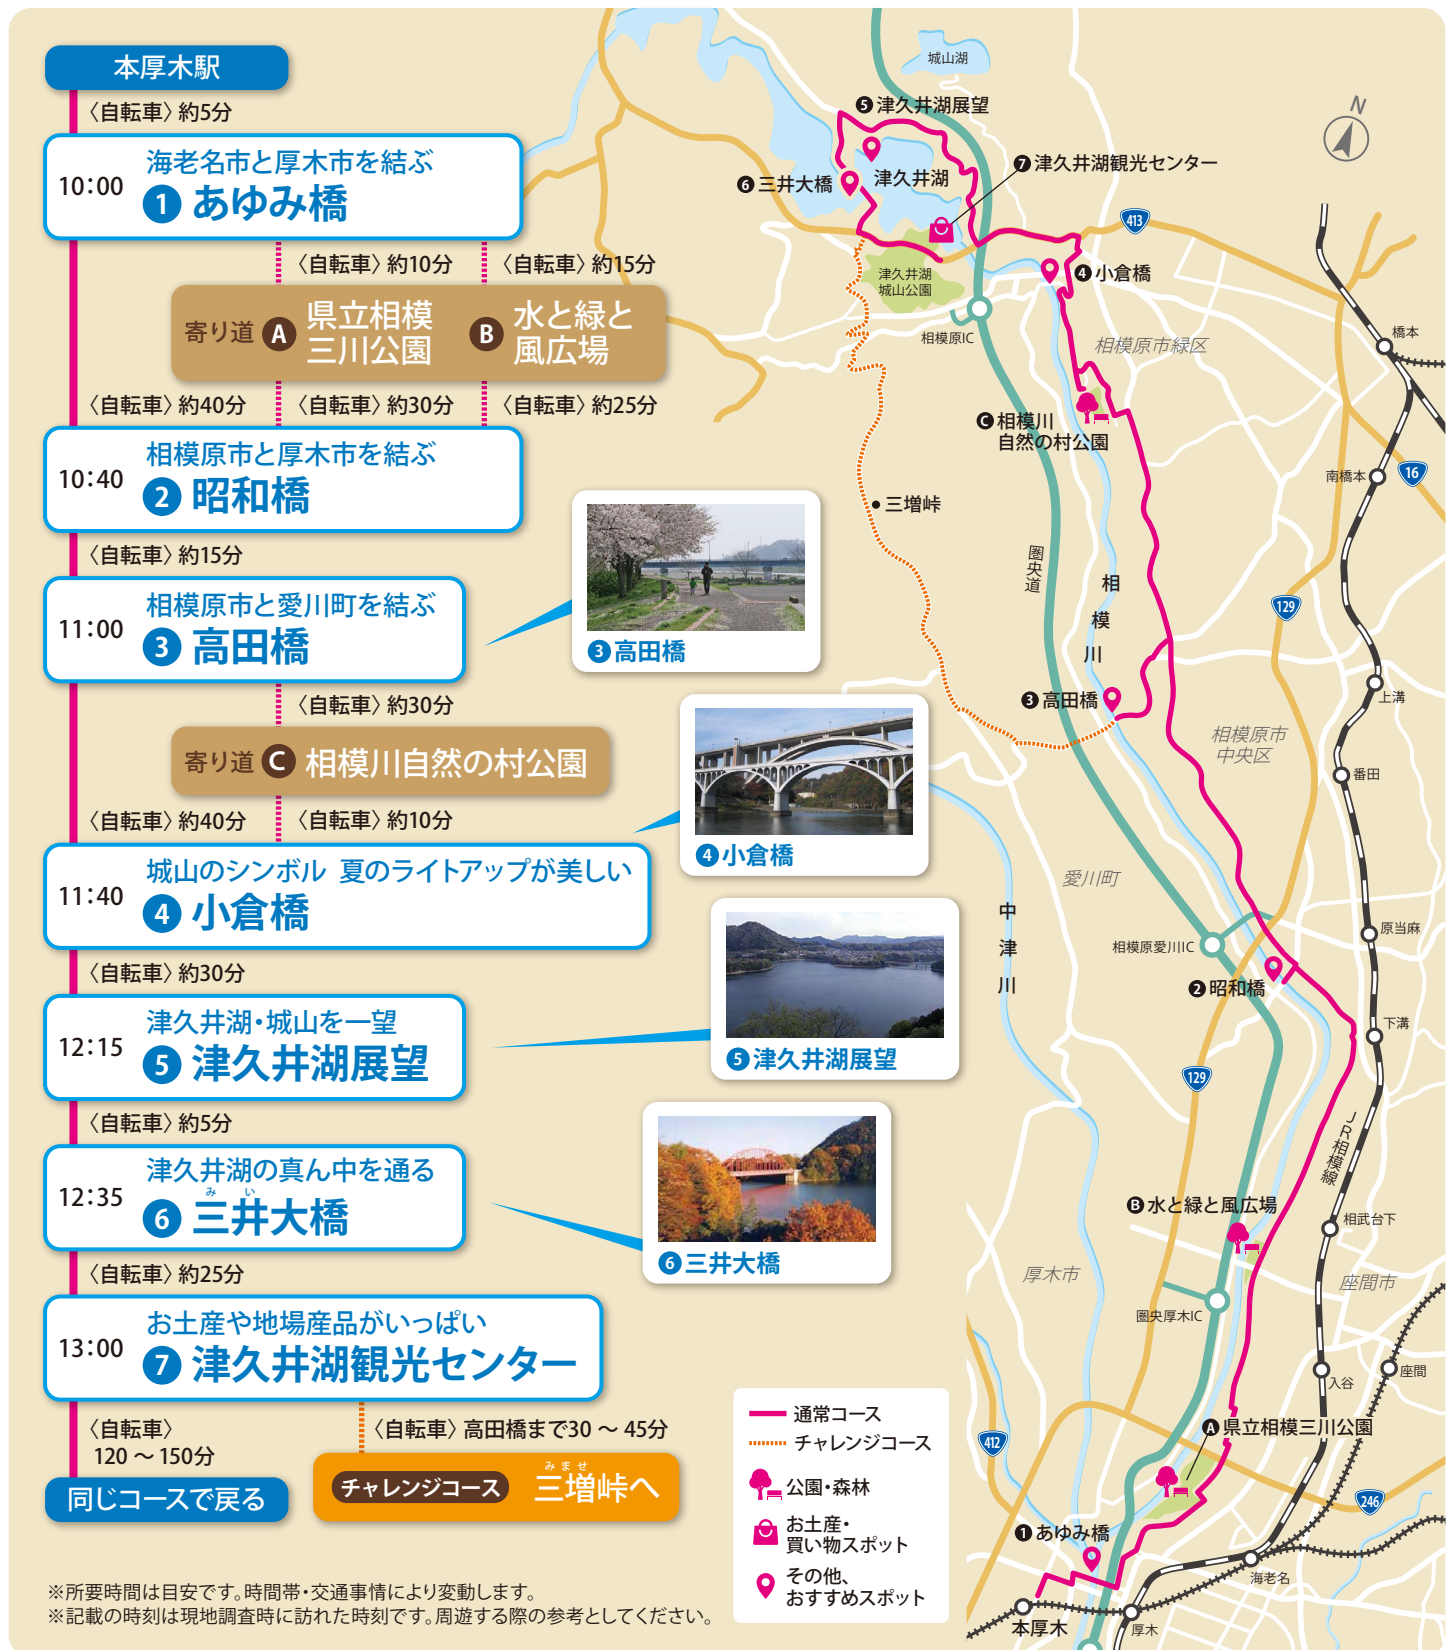 本厚木駅
〈自転車〉約5分
10:00
海老名市と厚木市を結ぶ
1 あゆみ橋
〈自転車〉約10分
〈自転車〉約15分
寄り道 A 県立相模
三川公園
B 水と緑と
風広場
〈自転車〉約40分
〈自転車〉約30分
〈自転車〉約25分
10:40
相模原市と厚木市を結ぶ
2 昭和橋
〈自転車〉約15分
11:00
相模原市と愛川町を結ぶ
3 高田橋
〈自転車〉約30分
寄り道 C 相模川自然の村公園
〈自転車〉約40分
〈自転車〉約10分
11:40
城山のシンボル 夏のライトアップが美しい
4 小倉橋
〈自転車〉約30分
12:15
津久井湖・城山を一望
5 津久井湖展望
〈自転車〉約5分
12:35
津久井湖の真ん中を通る
み い
6 三井大橋
〈自転車〉約25分
13:00
お土産や地場産品がいっぱい
7 津久井湖観光センター
〈自転車〉
120～150分
〈自転車〉高田橋まで30～45分
同じコースで戻る
みませ
チャレンジコース 三増峠へ
※所要時間は目安です。時間帯・交通事情により変動します。
※記載の時刻は現地調査時に訪れた時刻です。周遊する際の参考としてください。
3 高田橋
4 小倉橋
5 津久井湖展望
6 三井大橋
通常コース
チャレンジコース
公園・森林
お土産・
買い物スポット
その他、
おすすめスポット
城山湖
N
5 津久井湖展望
7 津久井湖観光センター
6 三井大橋
津久井湖
413
津久井湖
城山公園
4 小倉橋
相模原IC
相模原市緑区
橋本
C 相模川
自然の村公園
南橋本
16
三増峠
圏央道
相模川
129
3 高田橋
上溝
相模原市
中央区
番田
愛川町
中津川
相模原愛川IC
原当麻
2 昭和橋
下溝
129
JR相模線
B 水と緑と風広場
相武台下
厚木市
座間市
圏央厚木IC
入谷
座間
A 県立相模三川公園
412
246
1 あゆみ橋
海老名
本厚木
厚木